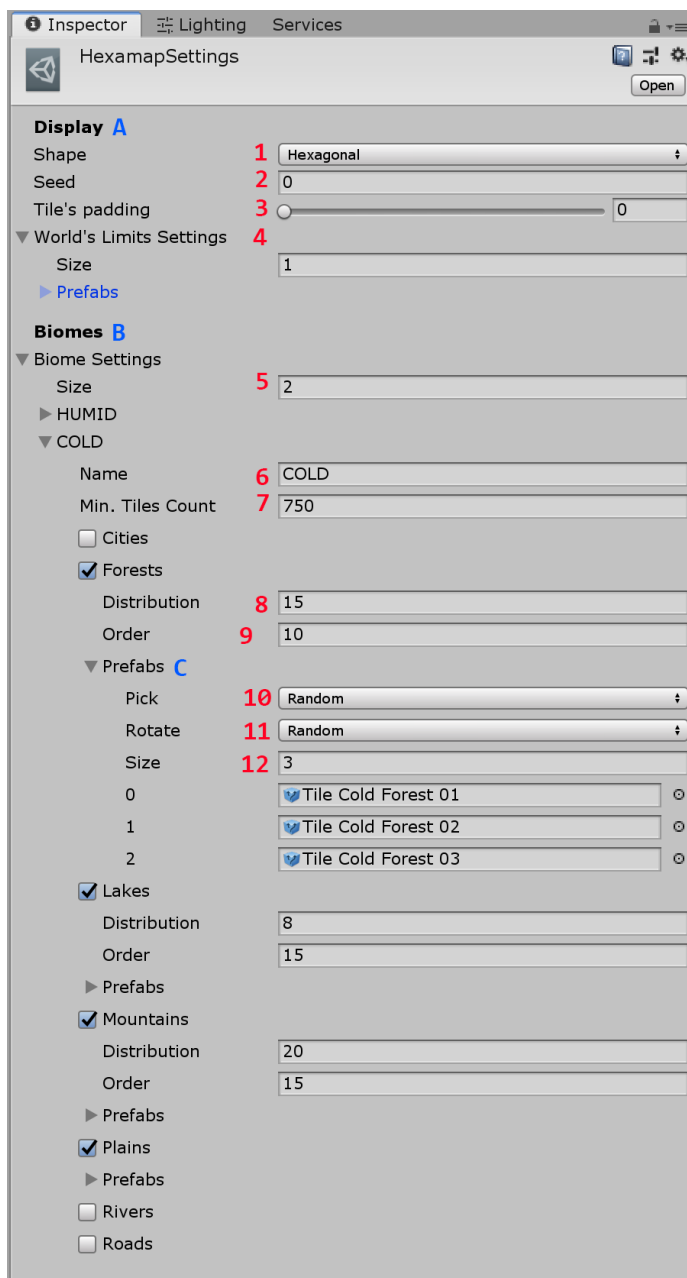 Inspector Lighting Services
HexamapSettings
Open
Display A
Shape 1 Hexagonal
Seed 2 0
Tile's padding 3 0
World's Limits Settings 4
Size 1
Prefabs
Biomes B
Biome Settings
Size 5 2
HUMID
COLD
Name 6 COLD
Min. Tiles Count 7 750
Cities
Forests
Distribution 8 15
Order 9 10
Prefabs C
Pick 10 Random
Rotate 11 Random
Size 12 3
0 Tile Cold Forest 01
1 Tile Cold Forest 02
2 Tile Cold Forest 03
Lakes
Distribution 8
Order 15
Prefabs
Mountains
Distribution 20
Order 15
Prefabs
Plains
Prefabs
Rivers
Roads